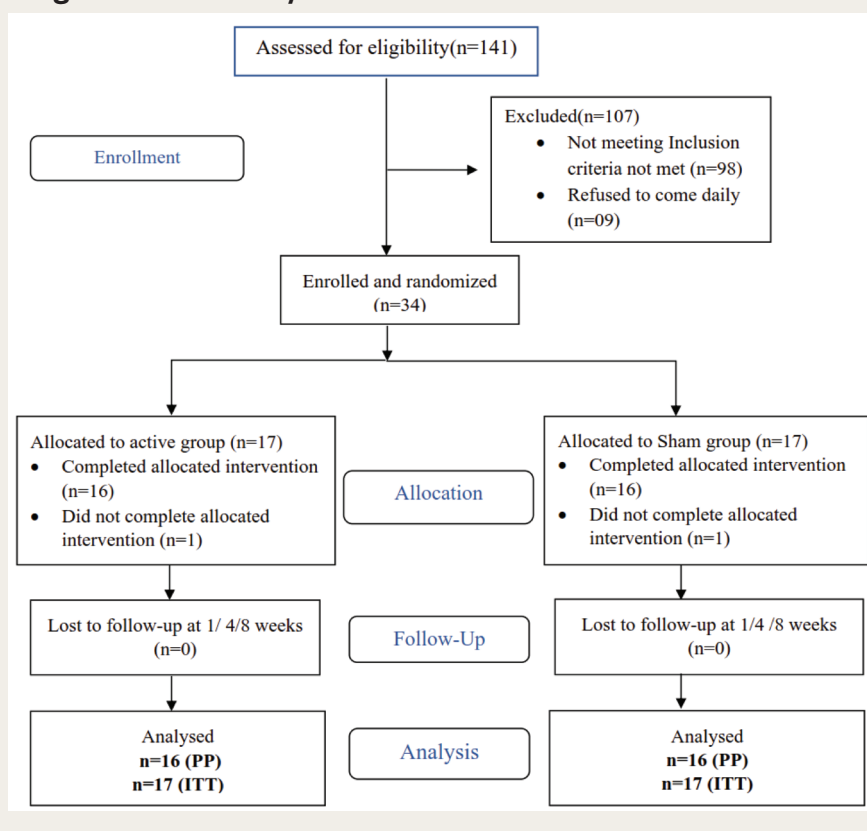 Assessed for eligibility(n=141)
Excluded(n=107)
• Not meeting Inclusion
criteria not met (n=98)
• Refused to come daily
(n=09)
Enrollment
Enrolled and randomized
(n=34)
Allocated to active group (n=17)
• Completed allocated intervention
(n=16)
• Did not complete allocated
intervention (n=1)
Allocation
Allocated to Sham group (n=17)
• Completed allocated intervention
(n=16)
• Did not complete allocated
intervention (n=1)
Lost to follow-up at 1/ 4/8 weeks
(n=0)
Follow-Up
Lost to follow-up at 1/4 /8 weeks
(n=0)
Analysed
n=16 (PP)
n=17 (ITT)
Analysis
Analysed
n=16 (PP)
n=17 (ITT)